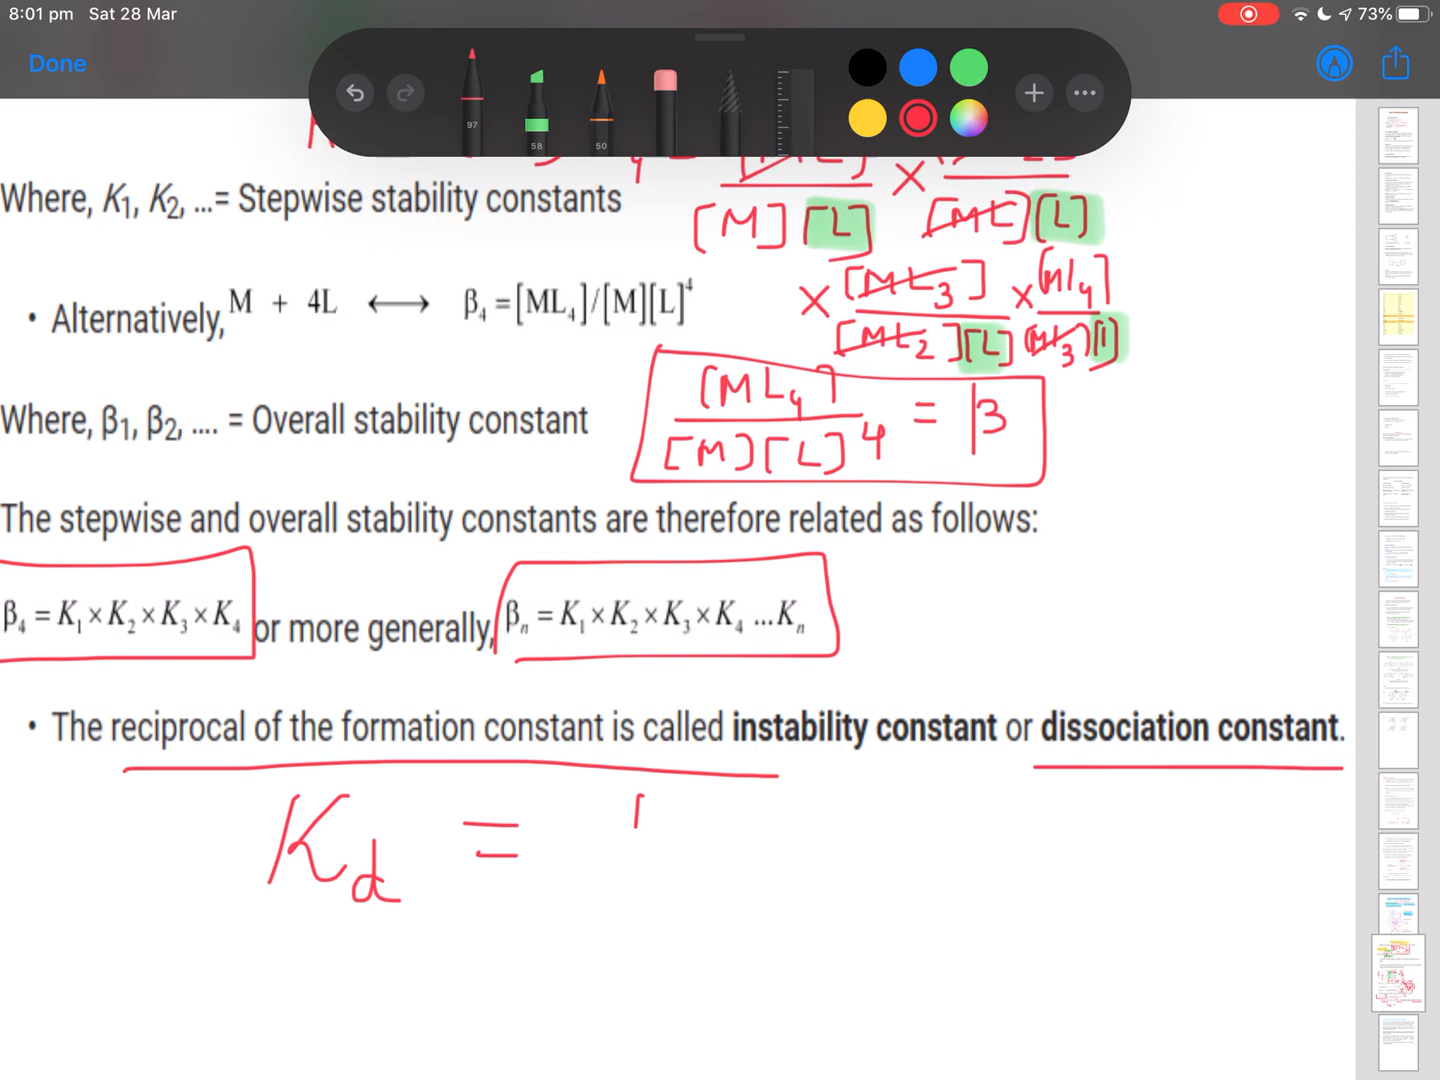 8:01 pm Sat 28 Mar
73%
Done
97
58
50
Where, K1, K2, ...= Stepwise stability constants
[M] [L] [ML] [L]
× [ML3] × [ML4]
[ML2] [L] [ML3] [L]
• Alternatively, M + 4L ⟷ β4 = [ML4]/[M][L]⁴
[ML4]
[M][L]⁴ = β
Where, β1, β2, .... = Overall stability constant
The stepwise and overall stability constants are therefore related as follows:
β4 = K1 × K2 × K3 × K4 or more generally, βn = K1 × K2 × K3 × K4 ...Kn
• The reciprocal of the formation constant is called instability constant or dissociation constant.
Kd =